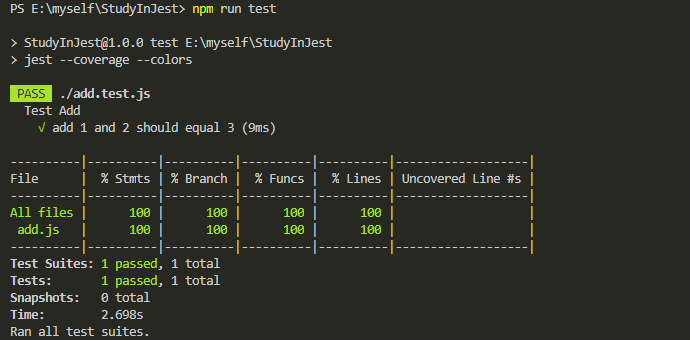 PS E:\myself\StudyInJest> npm run test
> StudyInJest@1.0.0 test E:\myself\StudyInJest
> jest --coverage --colors
PASS ./add.test.js
Test Add
√ add 1 and 2 should equal 3 (9ms)
----------|----------|----------|----------|----------|-------------------|
File      |  % Stmts | % Branch |  % Funcs |  % Lines | Uncovered Line #s |
----------|----------|----------|----------|----------|-------------------|
All files |      100 |      100 |      100 |      100 |                   |
 add.js   |      100 |      100 |      100 |      100 |                   |
----------|----------|----------|----------|----------|-------------------|
Test Suites: 1 passed, 1 total
Tests:       1 passed, 1 total
Snapshots:   0 total
Time:        2.698s
Ran all test suites.